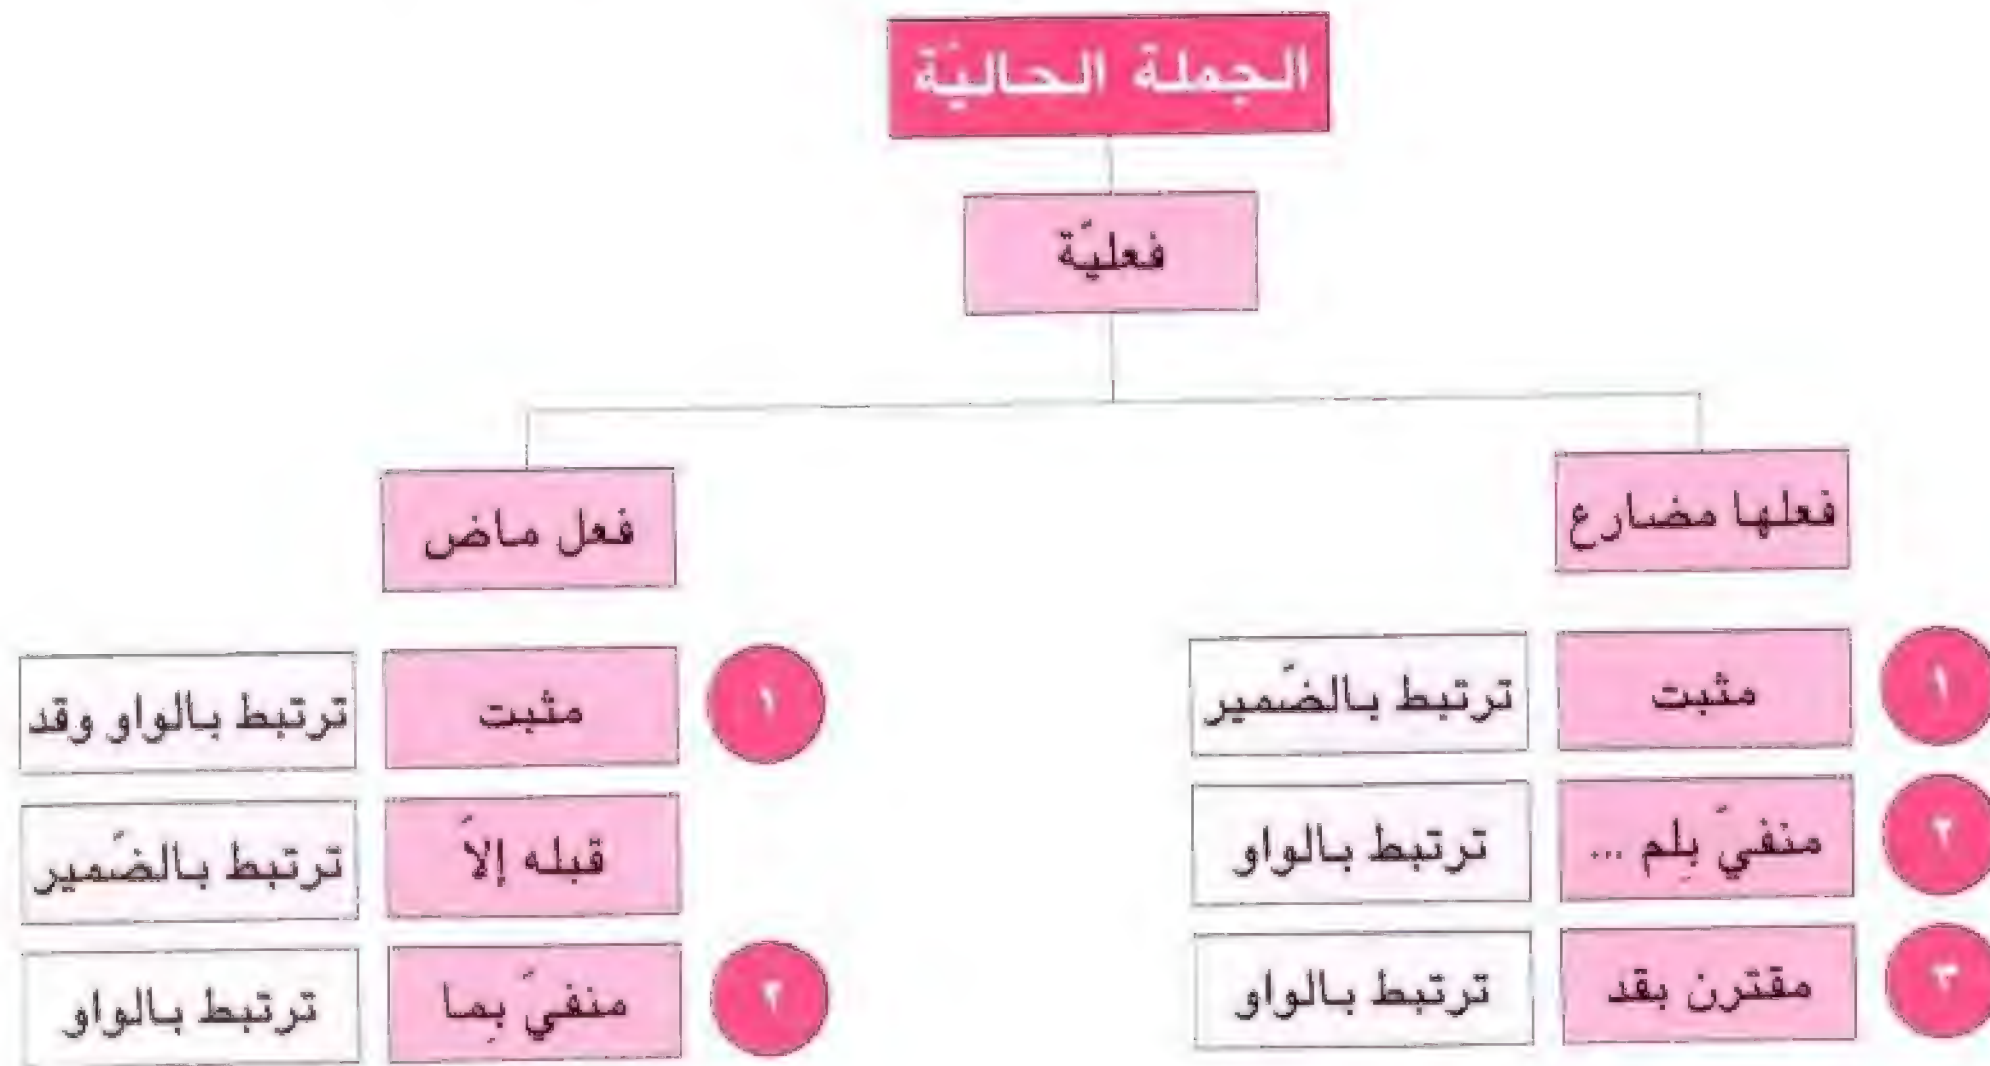 الجملة الحاليّة
فعليّة
فعلها مضارع
١ مثبت ترتبط بالضّمير
٢ منفيّ بِلم ... ترتبط بالواو
٣ مقترن بقد ترتبط بالواو
فعل ماض
١ مثبت ترتبط بالواو وقد
قبله إلاّ ترتبط بالضّمير
٢ منفيّ بِما ترتبط بالواو